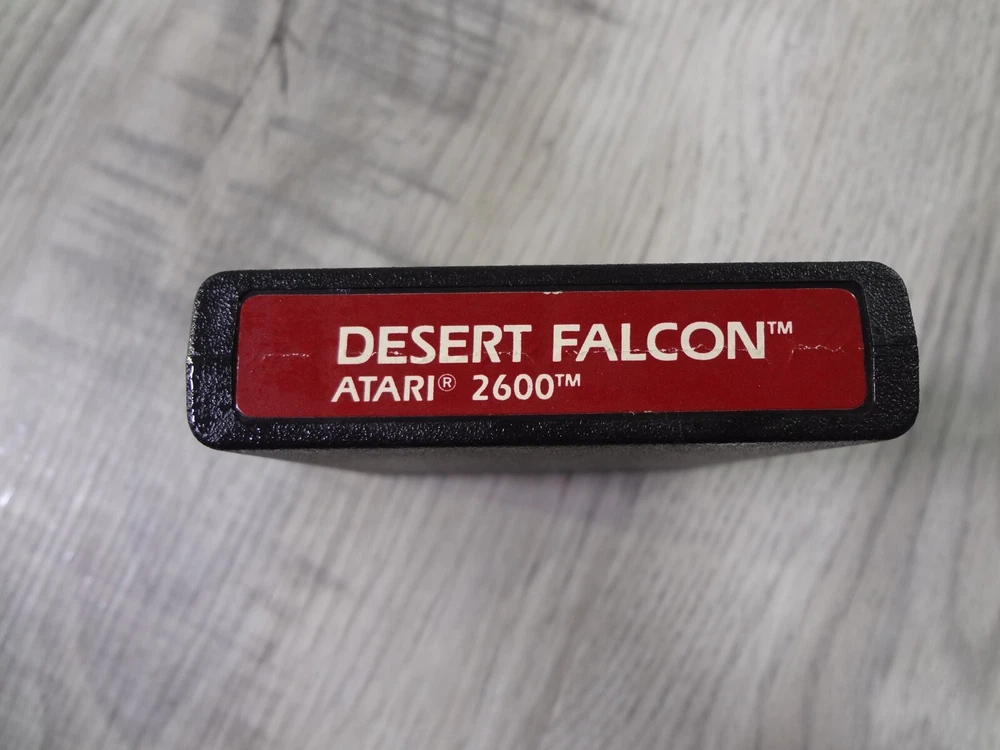 DESERT FALCON™
ATARI® 2600™